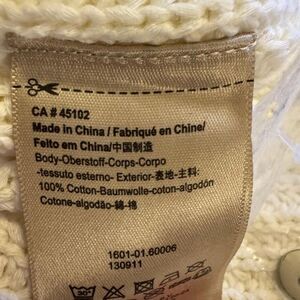 CA # 45102
Made in China / Fabriqué en Chine/
Feito em China/中国制造
Body-Oberstoff-Corps-Corpo
-tessuto esterno- Exterior-表地-主料:
100% Cotton-Baumwolle-coton-algodón
Cotone-algodão-綿-棉
1601-01.60006
130911
30°